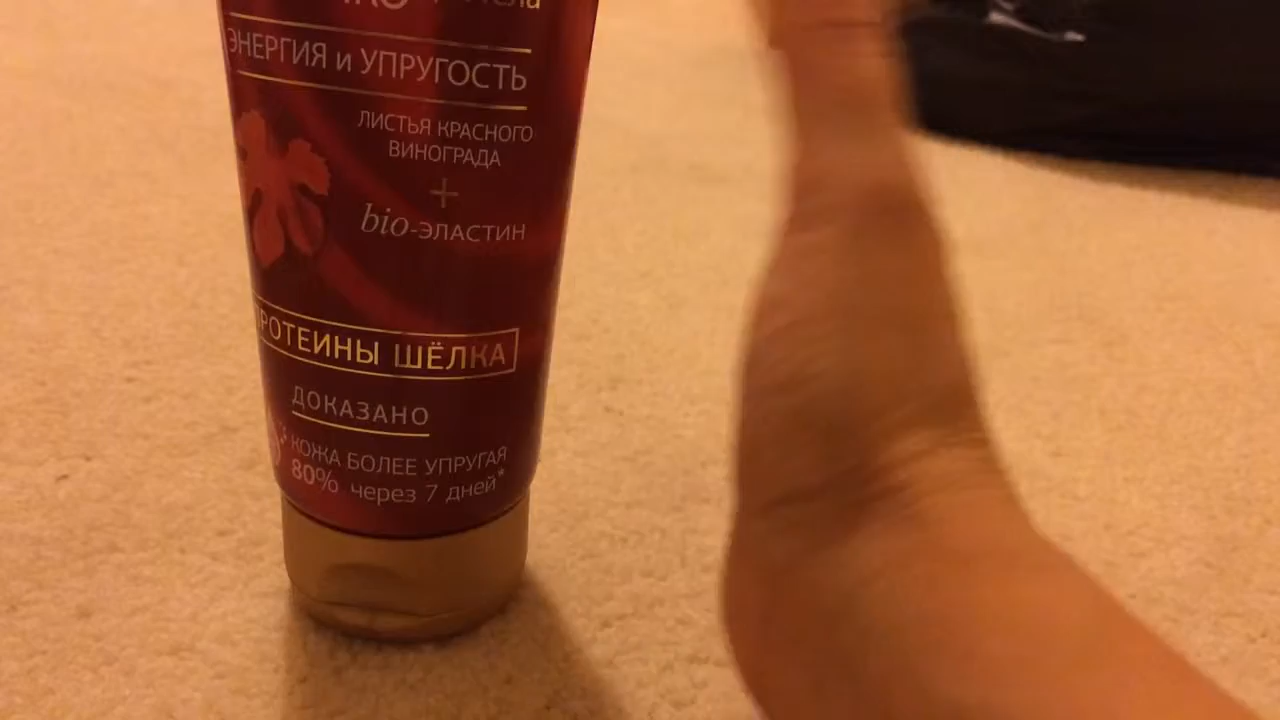 ЭНЕРГИЯ и УПРУГОСТЬ
ЛИСТЬЯ КРАСНОГО
ВИНОГРАДА
+
bio-ЭЛАСТИН
ПРОТЕИНЫ ШЁЛКА
ДОКАЗАНО
КОЖА БОЛЕЕ УПРУГАЯ
80% через 7 дней*